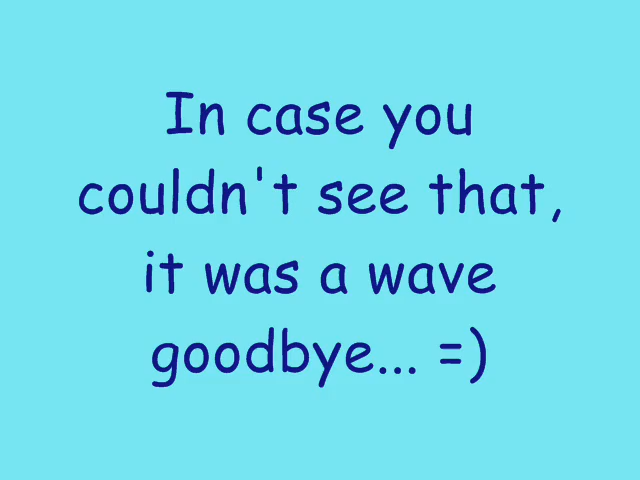 In case you
couldn't see that,
it was a wave
goodbye... =)